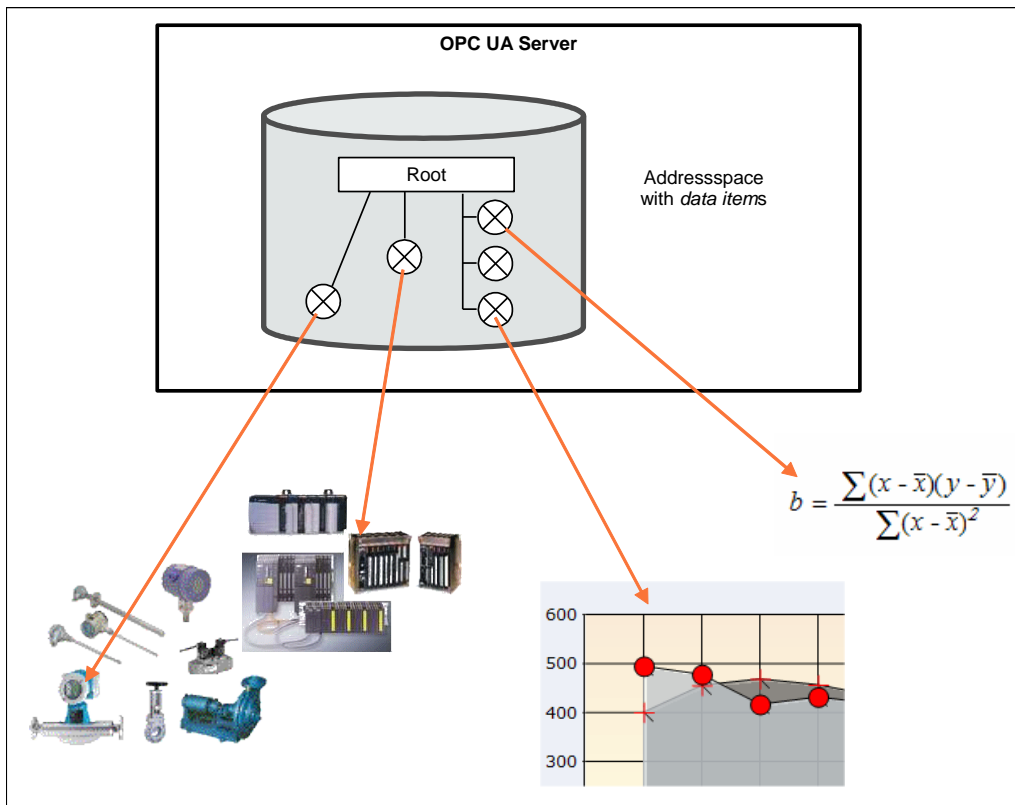 OPC UA Server
Root
Addressspace
with data items
b = ∑(x - x̅)(y - y̅) / ∑(x - x̅)²
600
500
400
300